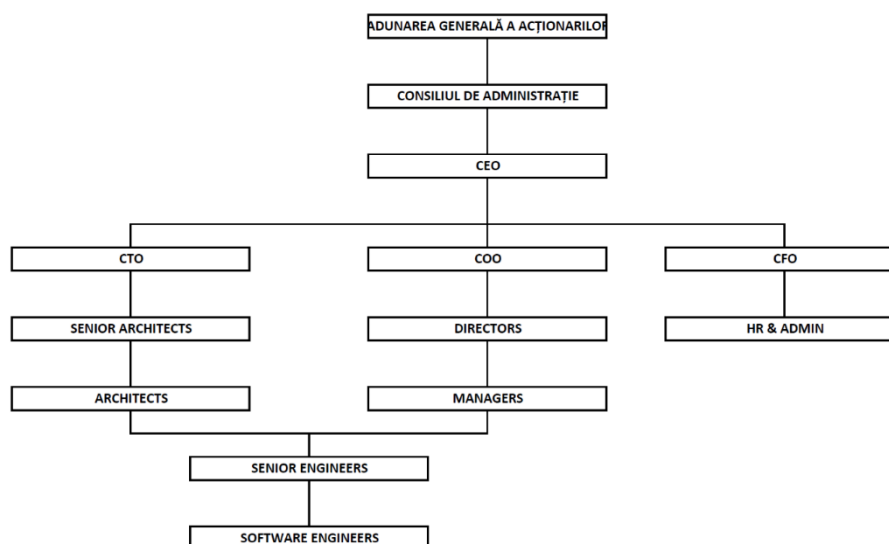 ADUNAREA GENERALĂ A ACȚIONARILOR
CONSILIUL DE ADMINISTRAȚIE
CEO
CTO
COO
CFO
SENIOR ARCHITECTS
DIRECTORS
HR & ADMIN
ARCHITECTS
MANAGERS
SENIOR ENGINEERS
SOFTWARE ENGINEERS